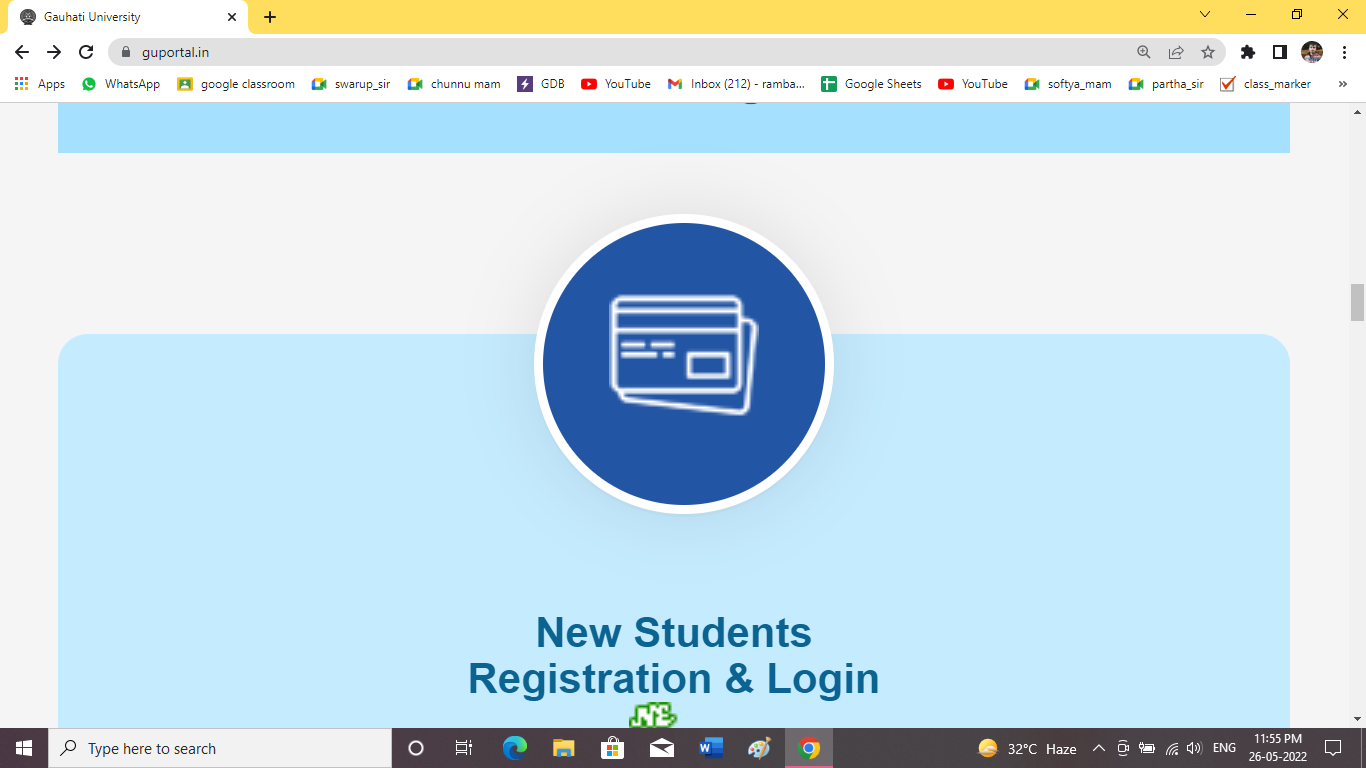 Gauhati University
guportal.in
Apps
WhatsApp
google classroom
swarup_sir
chunnu mam
GDB
YouTube
Inbox (212) - ramba...
Google Sheets
YouTube
softya_mam
partha_sir
class_marker
New Students
Registration & Login
Type here to search
32°C Haze
ENG
11:55 PM
26-05-2022